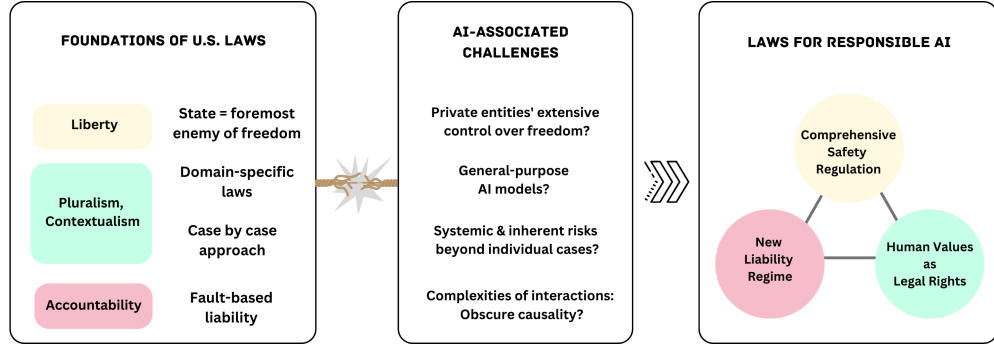 FOUNDATIONS OF U.S. LAWS
Liberty
State = foremost
enemy of freedom
Pluralism,
Contextualism
Domain-specific
laws
Case by case
approach
Accountability
Fault-based
liability
AI-ASSOCIATED
CHALLENGES
Private entities' extensive
control over freedom?
General-purpose
AI models?
Systemic & inherent risks
beyond individual cases?
Complexities of interactions:
Obscure causality?
LAWS FOR RESPONSIBLE AI
Comprehensive
Safety
Regulation
New
Liability
Regime
Human Values
as
Legal Rights